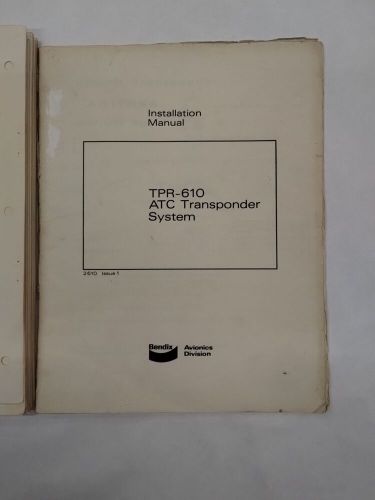 Installation
Manual
TPR-610
ATC Transponder
System
2610 Issue 1
Bendix
Avionics
Division